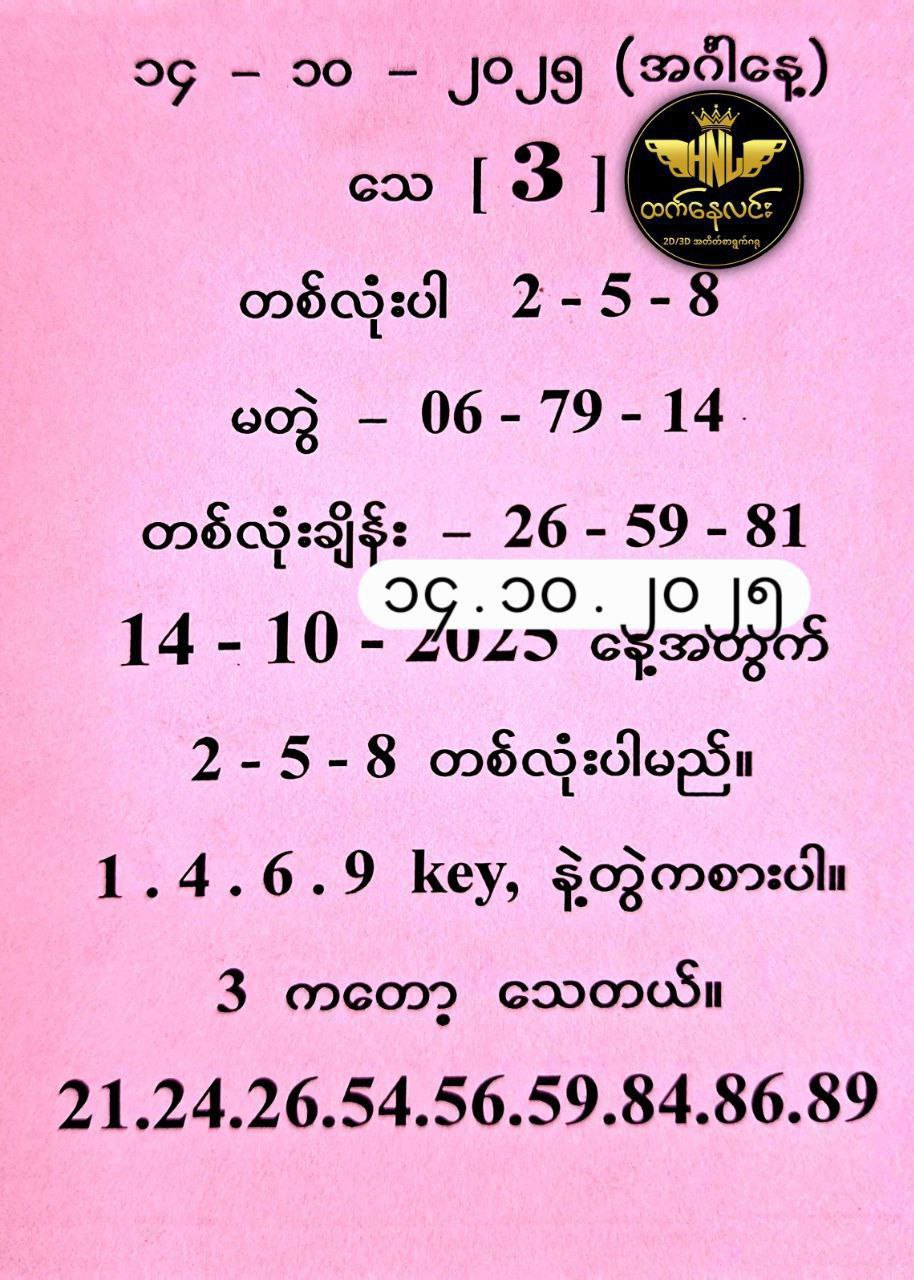 ၁၄ - ၁၀ - ၂၀၂၅ (အင်္ဂါနေ့)
သေ [ 3 ]
HNL
ထက်နေလင်း
2D/3D အတိတ်စာရွက်ဂရု
တစ်လုံးပါ 2 - 5 - 8
မတွဲ - 06 - 79 - 14
တစ်လုံးချိန်း - 26 - 59 - 81
၁၄ . ၁၀ . ၂၀၂၅
14 - 10 - 2025 နေ့အတွက်
2 - 5 - 8 တစ်လုံးပါမည်။
1 . 4 . 6 . 9 key, နဲ့တွဲကစားပါ။
3 ကတော့ သေတယ်။
21.24.26.54.56.59.84.86.89